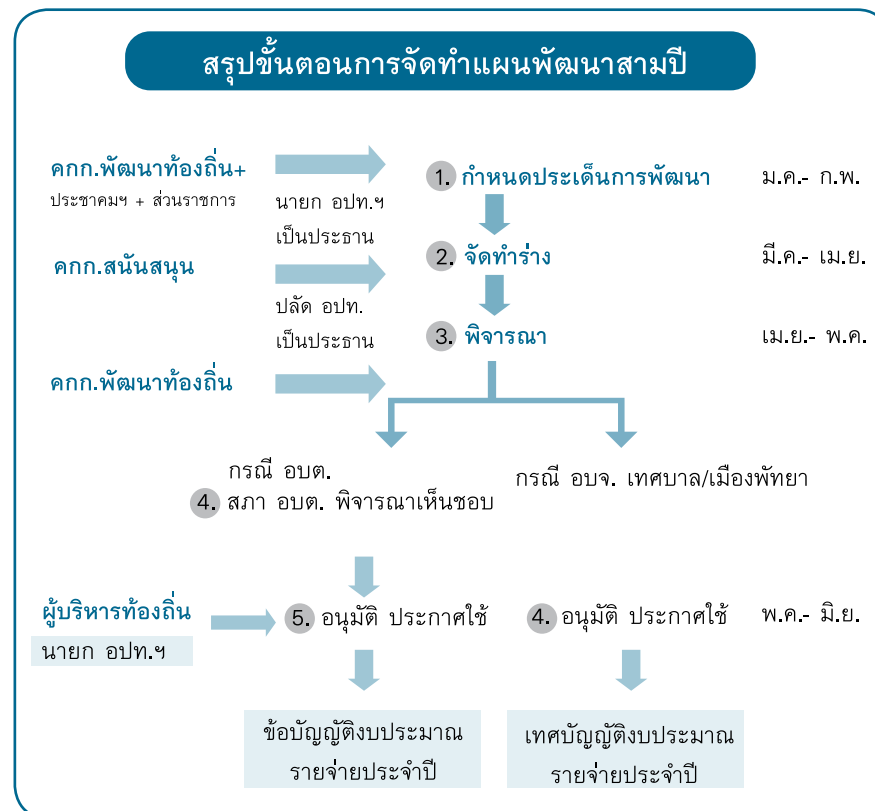 สรุปขั้นตอนการจัดทำแผนพัฒนาสามปี
คกก.พัฒนาท้องถิ่น+
ประชาคมฯ + ส่วนราชการ
นายก อปท.ฯ
เป็นประธาน
1. กำหนดประเด็นการพัฒนา
ม.ค.- ก.พ.
คกก.สนันสนุน
ปลัด อปท.
เป็นประธาน
2. จัดทำร่าง
มี.ค.- เม.ย.
3. พิจารณา
เม.ย.- พ.ค.
คกก.พัฒนาท้องถิ่น
กรณี อบต.
4. สภา อบต. พิจารณาเห็นชอบ
กรณี อบจ. เทศบาล/เมืองพัทยา
ผู้บริหารท้องถิ่น
นายก อปท.ฯ
5. อนุมัติ ประกาศใช้
4. อนุมัติ ประกาศใช้
พ.ค.- มิ.ย.
ข้อบัญญัติงบประมาณ
รายจ่ายประจำปี
เทศบัญญัติงบประมาณ
รายจ่ายประจำปี